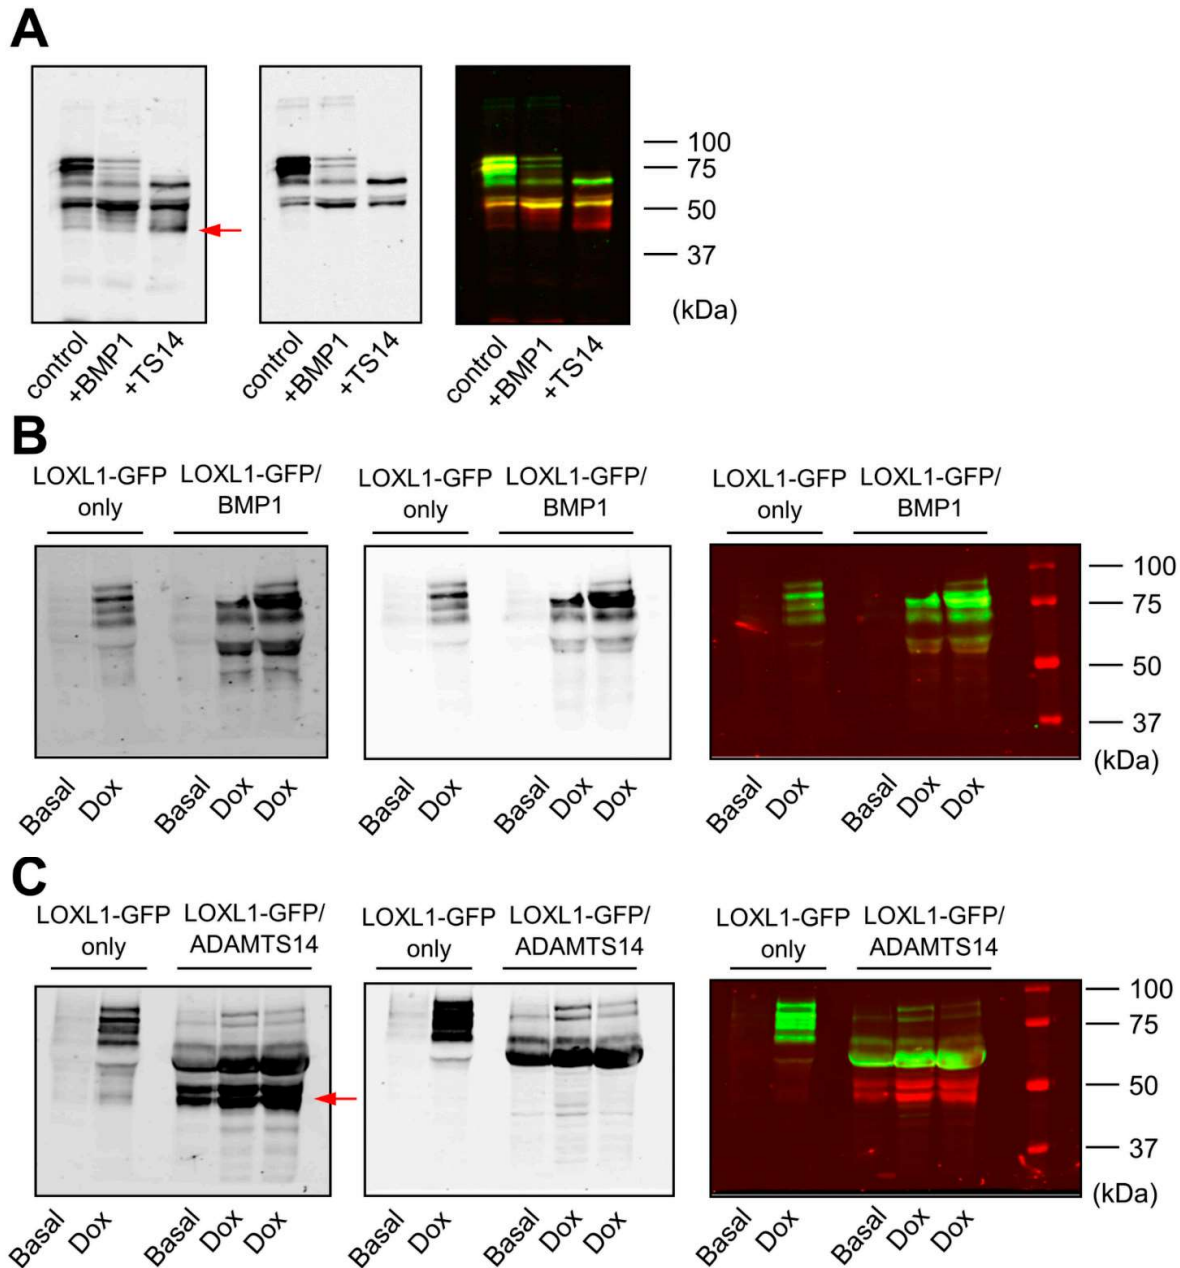 A
100
75
50
37
(kDa)
control
+BMP1
+TS14
control
+BMP1
+TS14
control
+BMP1
+TS14
B
LOXL1-GFP
only
LOXL1-GFP/
BMP1
LOXL1-GFP
only
LOXL1-GFP/
BMP1
LOXL1-GFP
only
LOXL1-GFP/
BMP1
100
75
50
37
(kDa)
Basal
Dox
Basal
Dox
Dox
Basal
Dox
Basal
Dox
Dox
Basal
Dox
Basal
Dox
Dox
C
LOXL1-GFP
only
LOXL1-GFP/
ADAMTS14
LOXL1-GFP
only
LOXL1-GFP/
ADAMTS14
LOXL1-GFP
only
LOXL1-GFP/
ADAMTS14
100
75
50
37
(kDa)
Basal
Dox
Basal
Dox
Dox
Basal
Dox
Basal
Dox
Dox
Basal
Dox
Basal
Dox
Dox